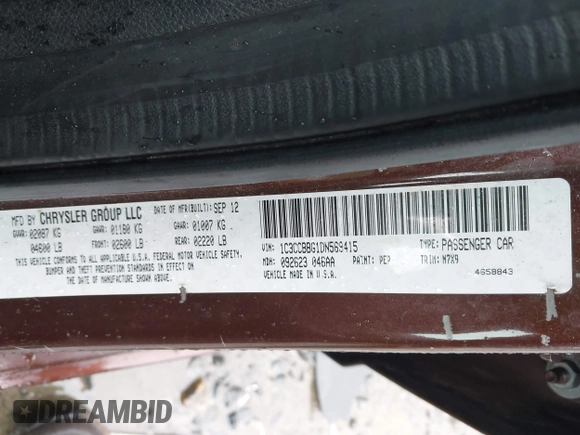 MFD BY CHRYSLER GROUP LLC DATE OF MFR(BUILT): SEP 12
GVWR: 02087 KG GAWR: 01180 KG GAWR: 01007 KG
04600 LB FRONT: 02600 LB REAR: 02220 LB
THIS VEHICLE CONFORMS TO ALL APPLICABLE U.S.A. FEDERAL MOTOR VEHICLE SAFETY,
BUMPER AND THEFT PREVENTION STANDARDS IN EFFECT ON
THE DATE OF MANUFACTURE SHOWN ABOVE.
VIN: 1C3CCBBG1DN569415 TYPE: PASSENGER CAR
MDH: 092623 046AA PAINT: PEP TRIM: M7X9
VEHICLE MADE IN: U.S.A. 4658843
DREAMBID